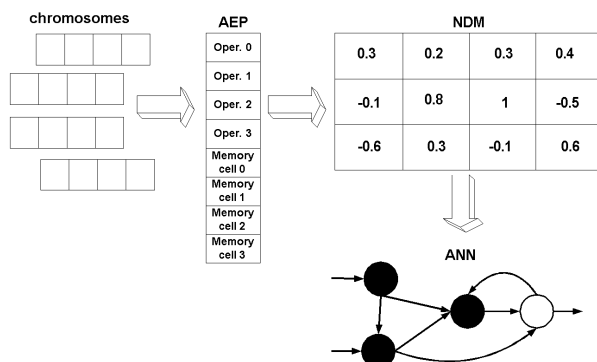 chromosomes
AEP
NDM
Oper. 0
Oper. 1
Oper. 2
Oper. 3
Memory
cell 0
Memory
cell 1
Memory
cell 2
Memory
cell 3
0.3 0.2 0.3 0.4
-0.1 0.8 1 -0.5
-0.6 0.3 -0.1 0.6
ANN